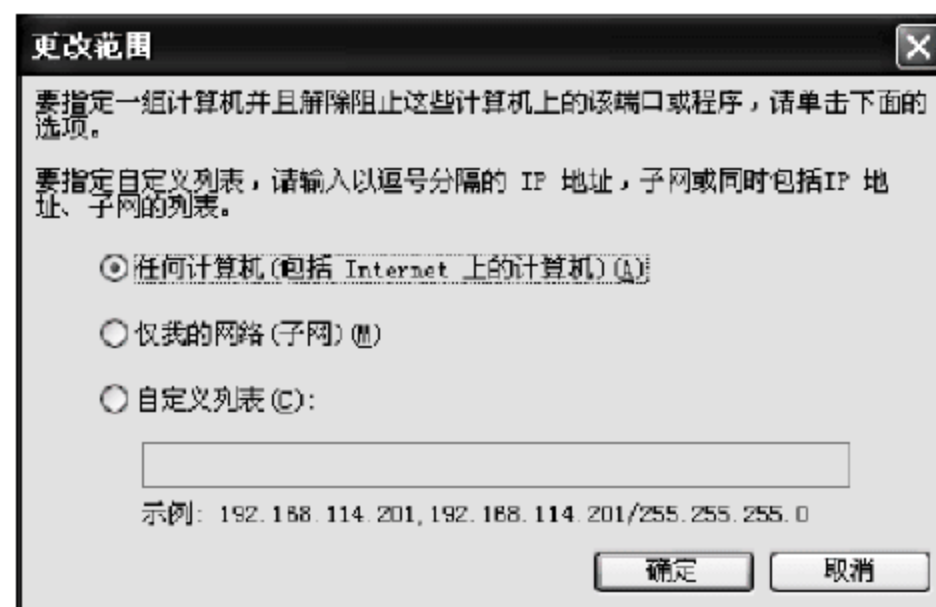 更改范围
要指定一组计算机并且解除阻止这些计算机上的该端口或程序，请单击下面的
选项。
要指定自定义列表，请输入以逗号分隔的 IP 地址，子网或同时包括IP 地
址、子网的列表。
任何计算机(包括 Internet 上的计算机)(A)
仅我的网络(子网)(M)
自定义列表(C):
示例: 192.168.114.201,192.168.114.201/255.255.255.0
确定 取消